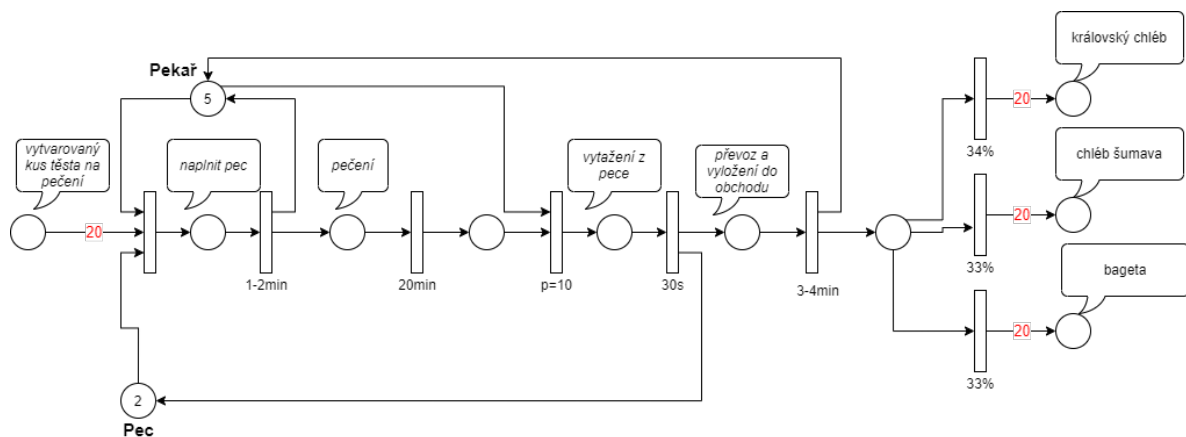 královský chléb
Pekař
5
20
34%
vytvarovaný
kus těsta na
pečení
naplnit pec
pečení
vytažení z
pece
převoz a
vyložení do
obchodu
chléb šumava
20
20
33%
1-2min
20min
p=10
30s
3-4min
bageta
20
33%
2
Pec